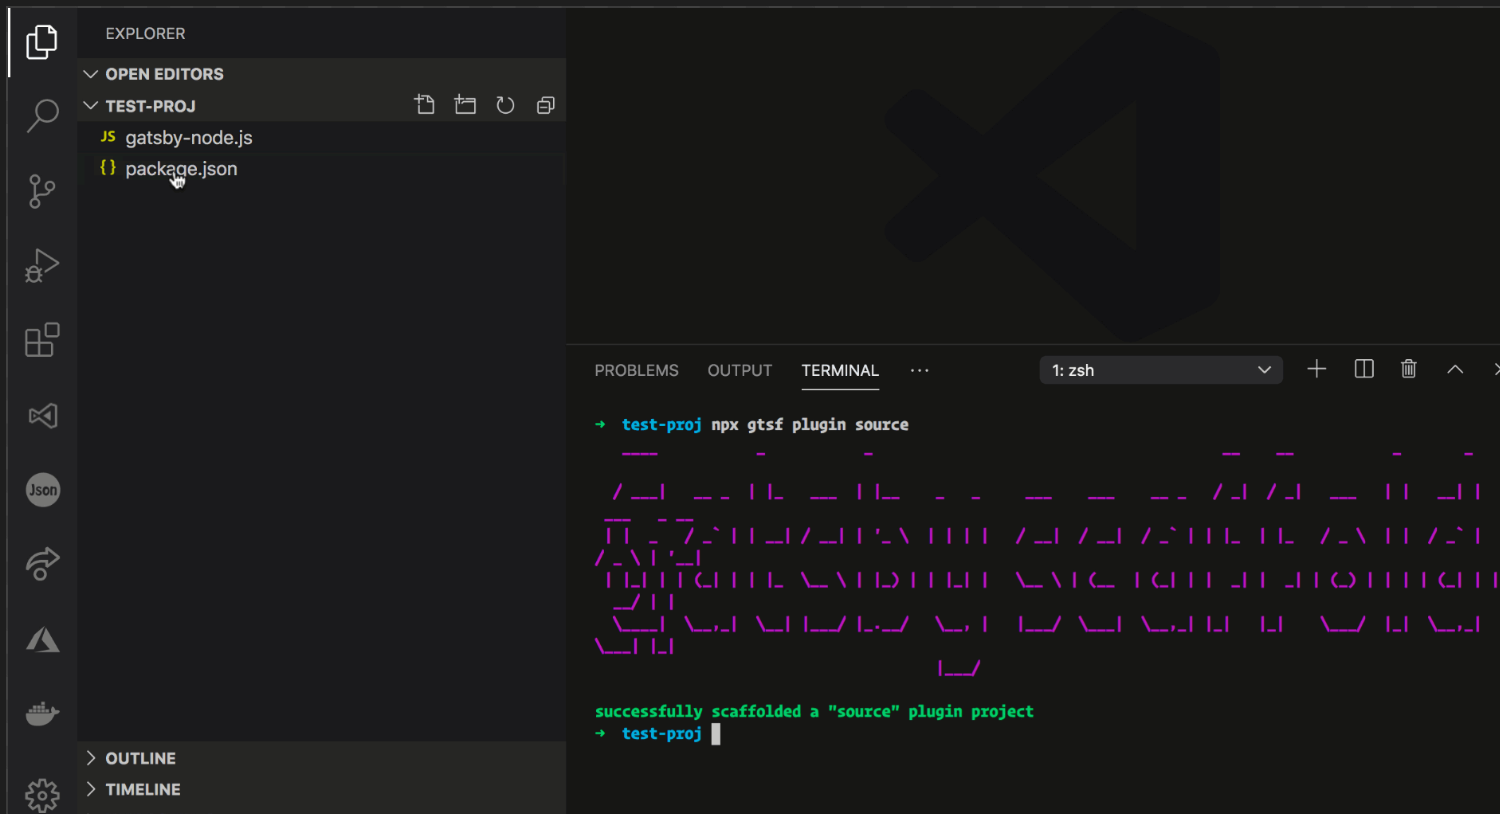 EXPLORER
OPEN EDITORS
TEST-PROJ
JS gatsby-node.js
{} package.json
OUTLINE
TIMELINE
Json
PROBLEMS OUTPUT TERMINAL ··· 1: zsh
→ test-proj npx gtsf plugin source
successfully scaffolded a "source" plugin project
→ test-proj